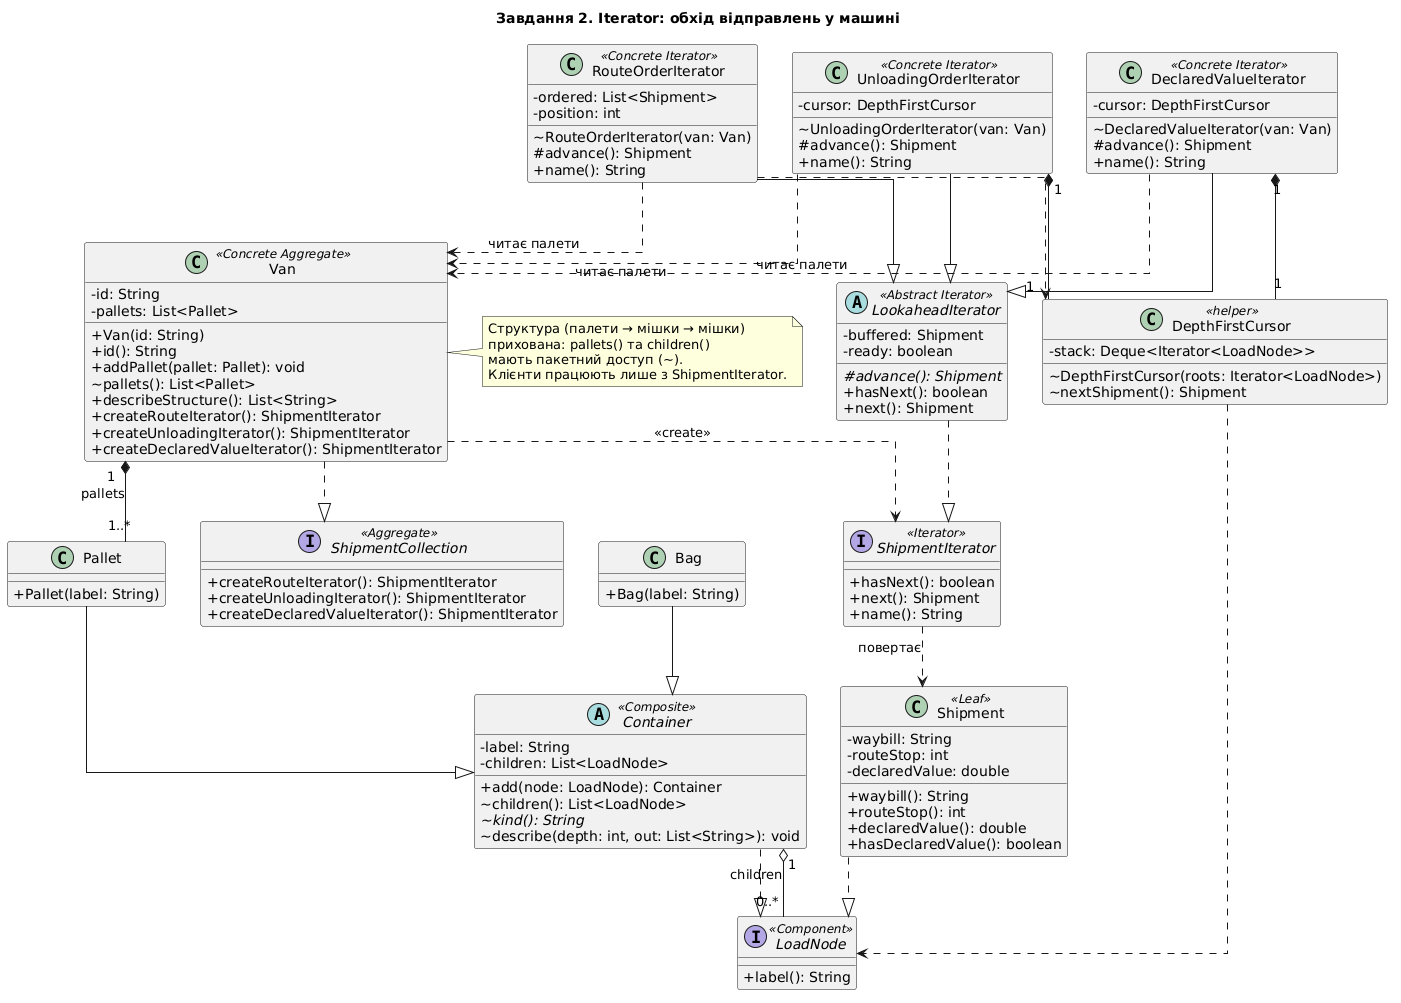 Завдання 2. Iterator: обхід відправлень у машині
C
«Concrete Iterator»
RouteOrderIterator
-ordered: List<Shipment>
-position: int
~RouteOrderIterator(van: Van)
#advance(): Shipment
+name(): String
C
«Concrete Iterator»
UnloadingOrderIterator
-cursor: DepthFirstCursor
~UnloadingOrderIterator(van: Van)
#advance(): Shipment
+name(): String
C
«Concrete Iterator»
DeclaredValueIterator
-cursor: DepthFirstCursor
~DeclaredValueIterator(van: Van)
#advance(): Shipment
+name(): String
1
1
читає палети
читає палети
читає палети
1
1
C
«Concrete Aggregate»
Van
-id: String
-pallets: List<Pallet>
+Van(id: String)
+id(): String
+addPallet(pallet: Pallet): void
~pallets(): List<Pallet>
+describeStructure(): List<String>
+createRouteIterator(): ShipmentIterator
+createUnloadingIterator(): ShipmentIterator
+createDeclaredValueIterator(): ShipmentIterator
Структура (палети → мішки → мішки)
прихована: pallets() та children()
мають пакетний доступ (~).
Клієнти працюють лише з ShipmentIterator.
A
«Abstract Iterator»
LookaheadIterator
-buffered: Shipment
-ready: boolean
#advance(): Shipment
+hasNext(): boolean
+next(): Shipment
C
«helper»
DepthFirstCursor
-stack: Deque<Iterator<LoadNode>>
~DepthFirstCursor(roots: Iterator<LoadNode>)
~nextShipment(): Shipment
«create»
1
pallets
1..*
C
Pallet
+Pallet(label: String)
I
«Aggregate»
ShipmentCollection
+createRouteIterator(): ShipmentIterator
+createUnloadingIterator(): ShipmentIterator
+createDeclaredValueIterator(): ShipmentIterator
C
Bag
+Bag(label: String)
I
«Iterator»
ShipmentIterator
+hasNext(): boolean
+next(): Shipment
+name(): String
повертає
A
«Composite»
Container
-label: String
-children: List<LoadNode>
+add(node: LoadNode): Container
~children(): List<LoadNode>
~kind(): String
~describe(depth: int, out: List<String>): void
C
«Leaf»
Shipment
-waybill: String
-routeStop: int
-declaredValue: double
+waybill(): String
+routeStop(): int
+declaredValue(): double
+hasDeclaredValue(): boolean
1
children
0..*
I
«Component»
LoadNode
+label(): String